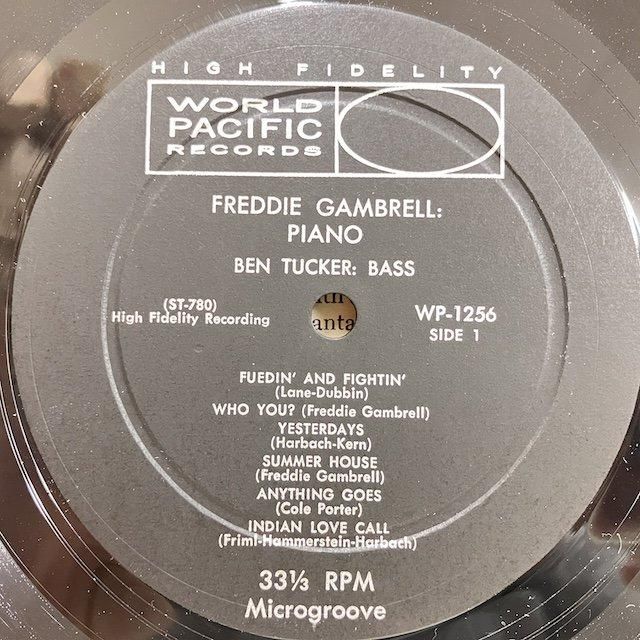 HIGH FIDELITY
WORLD
PACIFIC
RECORDS
FREDDIE GAMBRELL:
PIANO
BEN TUCKER: BASS
(ST-780)
High Fidelity Recording
WP-1256
SIDE 1
anta
FUEDIN' AND FIGHTIN'
(Lane-Dubbin)
WHO YOU? (Freddie Gambrell)
YESTERDAYS
(Harbach-Kern)
SUMMER HOUSE
(Freddie Gambrell)
ANYTHING GOES
(Cole Porter)
INDIAN LOVE CALL
(Frimi-Hammerstein-Harbach)
33⅓ RPM
Microgroove